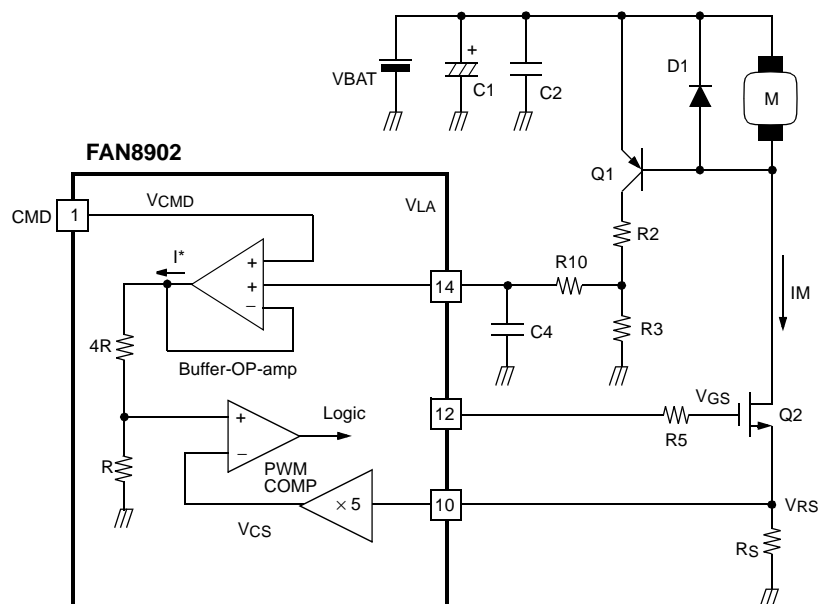 +
D1
VBAT
C1
C2
M
FAN8902
Q1
VCMD
VLA
CMD
1
R2
I*
+
+
−
14
R10
IM
R3
C4
4R
Buffer-OP-amp
VGS
Logic
12
Q2
+
−
R5
R
PWM
COMP
× 5
10
VRS
VCS
RS